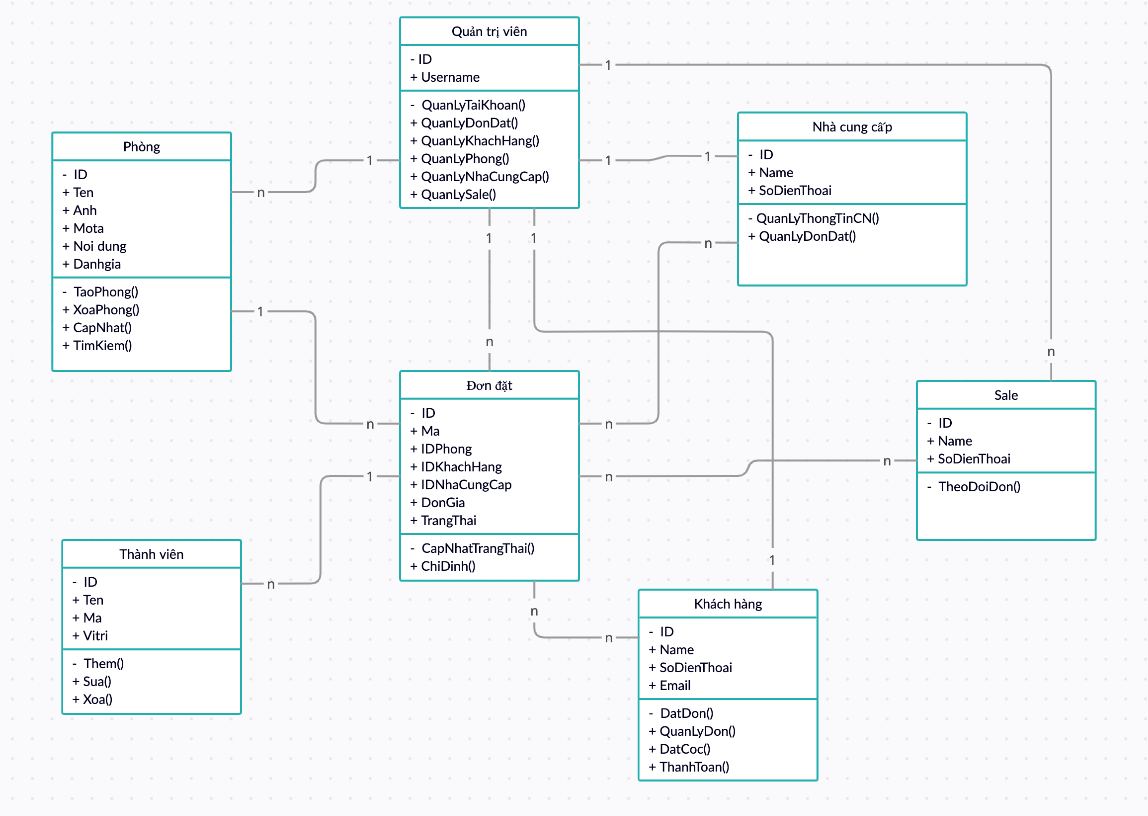 Quản trị viên
- ID
+ Username
- QuanLyTaiKhoan()
+ QuanLyDonDat()
+ QuanLyKhachHang()
+ QuanLyPhong()
+ QuanLyNhaCungCap()
+ QuanLySale()
1
Nhà cung cấp
- ID
+ Name
+ SoDienThoai
- QuanLyThongTinCN()
+ QuanLyDonDat()
Phòng
- ID
+ Ten
+ Anh
+ Mota
+ Noi dung
+ Danhgia
- TaoPhong()
+ XoaPhong()
+ CapNhat()
+ TimKiem()
n
1
1
1
1
1
n
1
n
n
Sale
- ID
+ Name
+ SoDienThoai
- TheoDoiDon()
Đơn đặt
- ID
+ Ma
+ IDPhong
+ IDKhachHang
+ IDNhaCungCap
+ DonGia
+ TrangThai
- CapNhatTrangThai()
+ ChiDinh()
n
n
n
n
1
Thành viên
- ID
+ Ten
+ Ma
+ Vitri
- Them()
+ Sua()
+ Xoa()
n
1
n
n
Khách hàng
- ID
+ Name
+ SoDienThoai
+ Email
- DatDon()
+ QuanLyDon()
+ DatCoc()
+ ThanhToan()